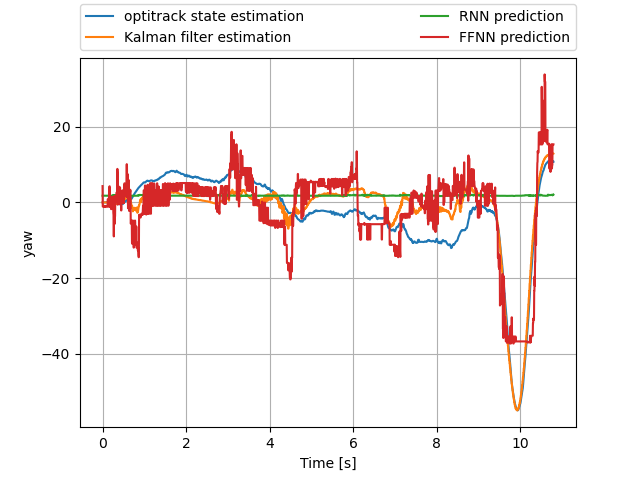 optitrack state estimation
Kalman filter estimation
RNN prediction
FFNN prediction
20
0
−20
−40
yaw
0 2 4 6 8 10
Time [s]